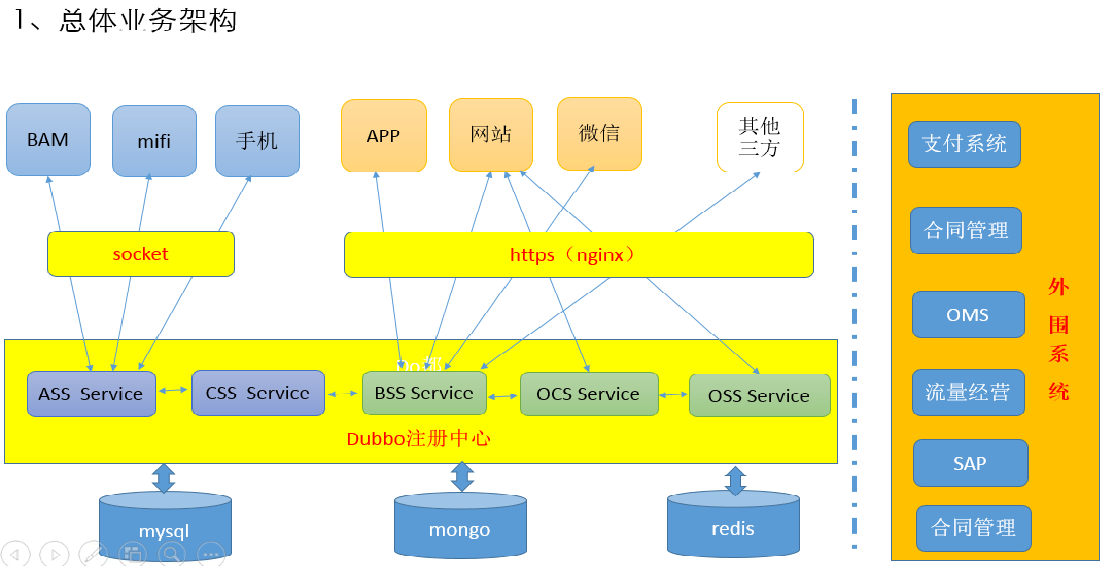 1、总体业务架构
BAM
mifi
手机
APP
网站
微信
其他
三方
socket
https（nginx）
ASS Service
CSS Service
BSS Service
OCS Service
OSS Service
Dubbo注册中心
mysql
mongo
redis
支付系统
合同管理
OMS
流量经营
SAP
合同管理
外
围
系
统